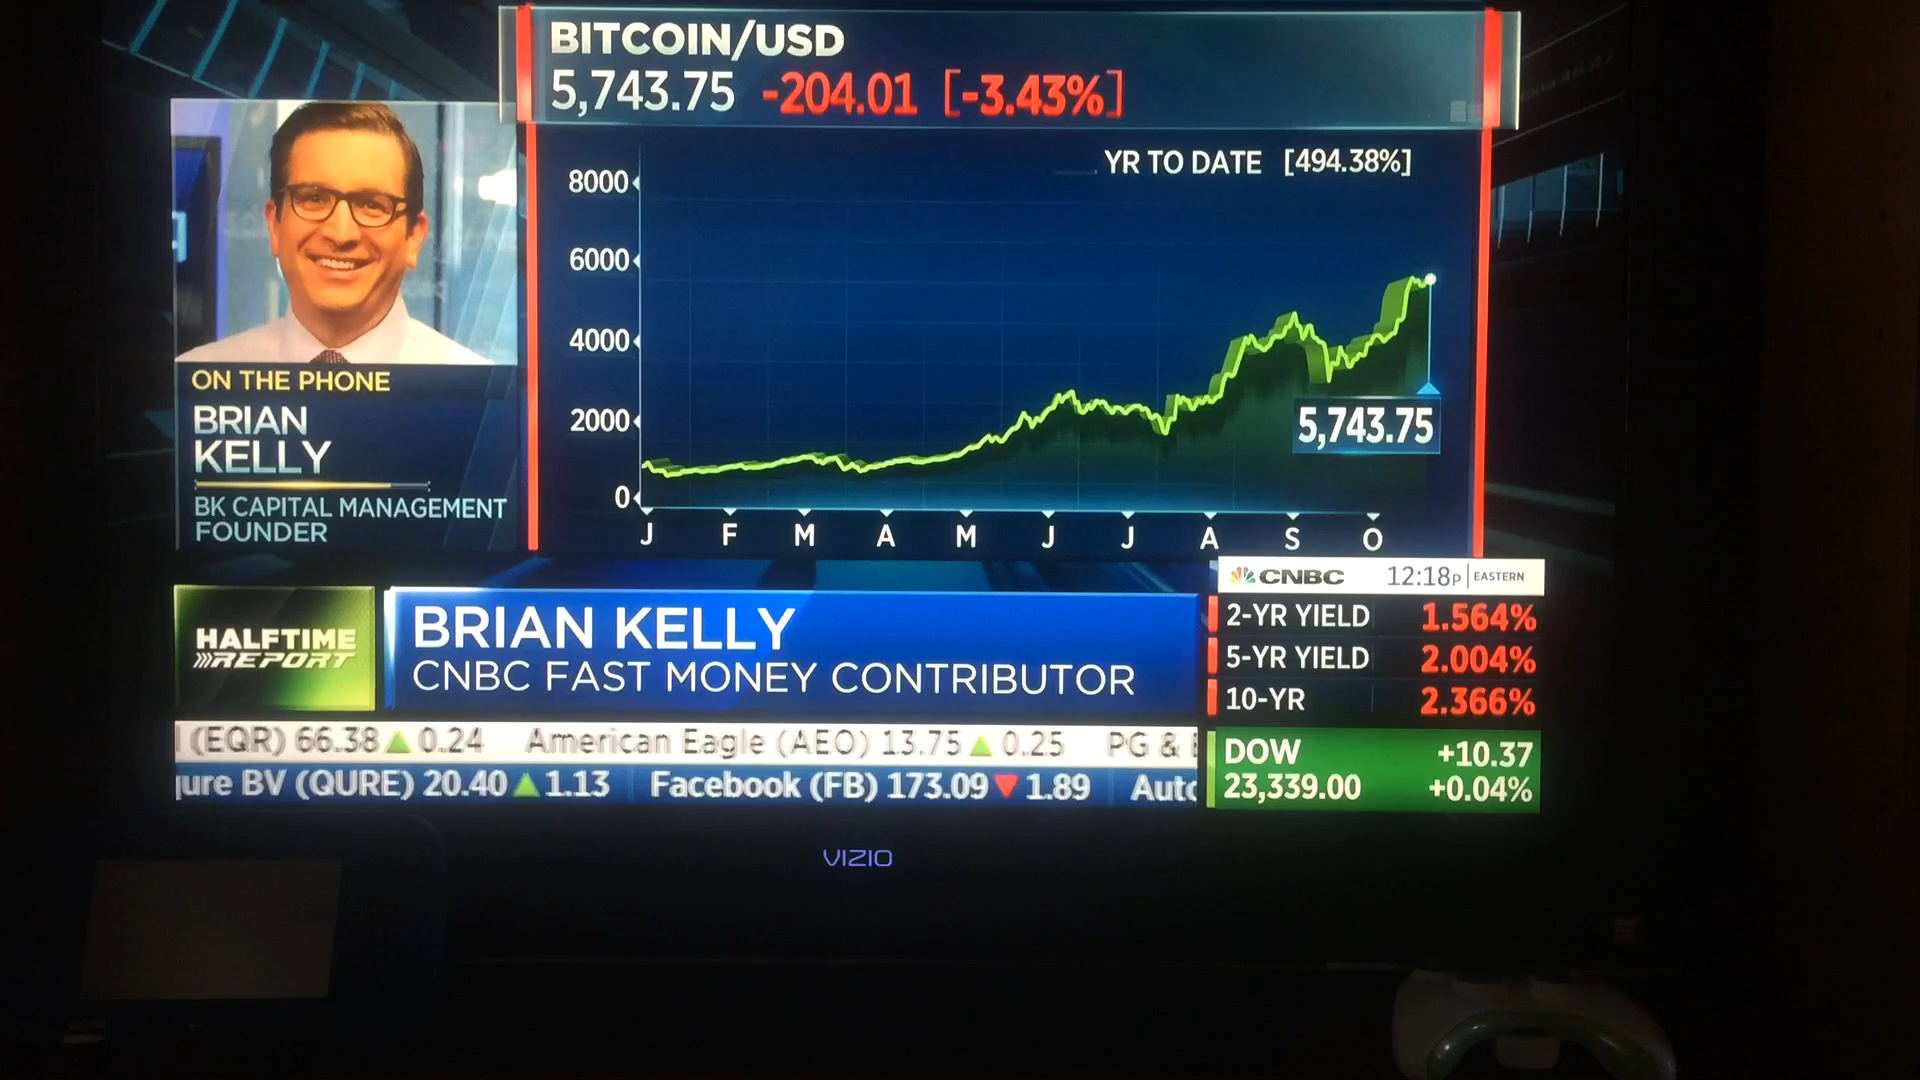 BITCOIN/USD
5,743.75 -204.01 [-3.43%]
YR TO DATE [494.38%]
8000
6000
4000
2000
0
5,743.75
J F M A M J J A S O
ON THE PHONE
BRIAN
KELLY
BK CAPITAL MANAGEMENT
FOUNDER
HALFTIME
REPORT
BRIAN KELLY
CNBC FAST MONEY CONTRIBUTOR
CNBC 12:18P EASTERN
2-YR YIELD 1.564%
5-YR YIELD 2.004%
10-YR 2.366%
DOW +10.37
23,339.00 +0.04%
(EQR) 66.38 ▲ 0.24 American Eagle (AEO) 13.75 ▲ 0.25 PG &
ure BV (QURE) 20.40 ▲ 1.13 Facebook (FB) 173.09 ▼ 1.89 Auto
VIZIO